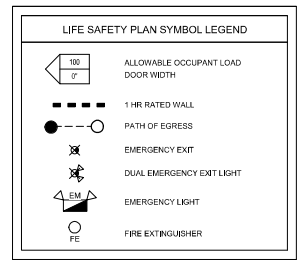 LIFE SAFETY PLAN SYMBOL LEGEND
100
0"
ALLOWABLE OCCUPANT LOAD
DOOR WIDTH
1 HR RATED WALL
PATH OF EGRESS
EMERGENCY EXIT
DUAL EMERGENCY EXIT LIGHT
EM
EMERGENCY LIGHT
FE
FIRE EXTINGUISHER